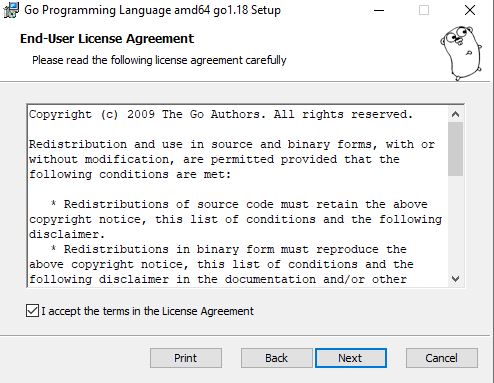 Go Programming Language amd64 go1.18 Setup
End-User License Agreement
Please read the following license agreement carefully
Copyright (c) 2009 The Go Authors. All rights reserved.
Redistribution and use in source and binary forms, with or
without modification, are permitted provided that the
following conditions are met:
* Redistributions of source code must retain the above
copyright notice, this list of conditions and the following
disclaimer.
* Redistributions in binary form must reproduce the
above copyright notice, this list of conditions and the
following disclaimer in the documentation and/or other
I accept the terms in the License Agreement
Print Back Next Cancel